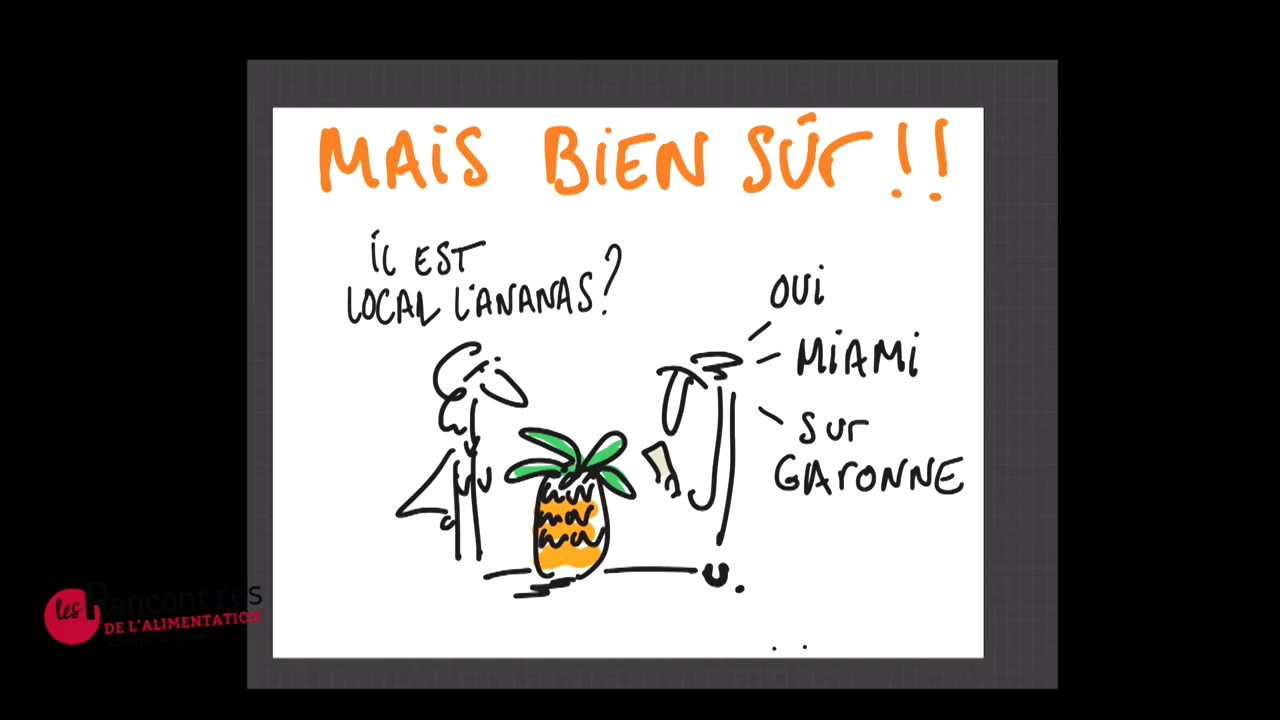 MAIS BIEN SÛR !!
IL EST
LOCAL L'ANANAS ?
OUI
MIAMI
SUR
GARONNE
les Rencontres
DE L'ALIMENTATION